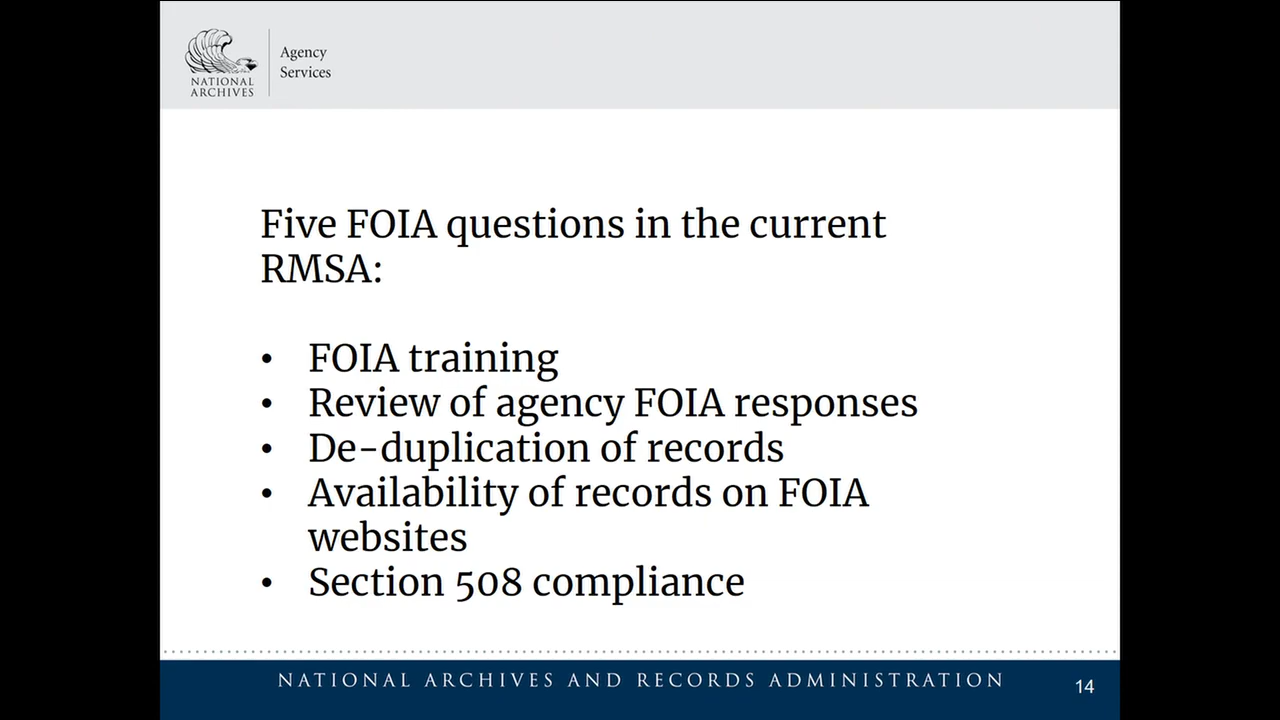 NATIONAL
ARCHIVES
Agency
Services
Five FOIA questions in the current
RMSA:
• FOIA training
• Review of agency FOIA responses
• De-duplication of records
• Availability of records on FOIA
websites
• Section 508 compliance
NATIONAL ARCHIVES AND RECORDS ADMINISTRATION
14